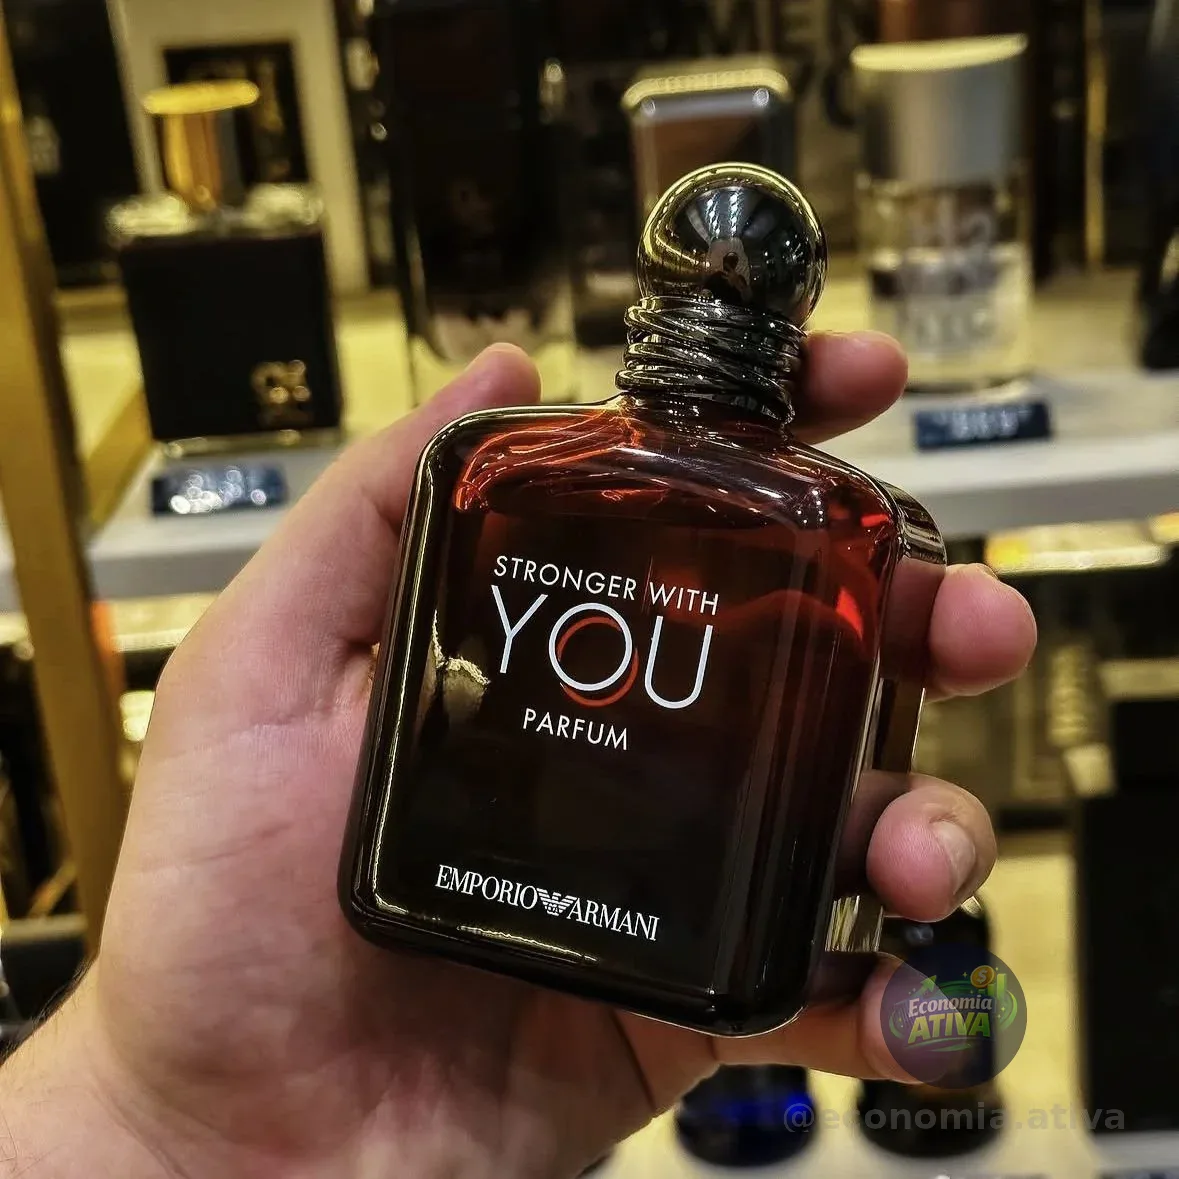 STRONGER WITH
YOU
PARFUM
EMPORIO ARMANI
Economia
ATIVA
@economia.ativa